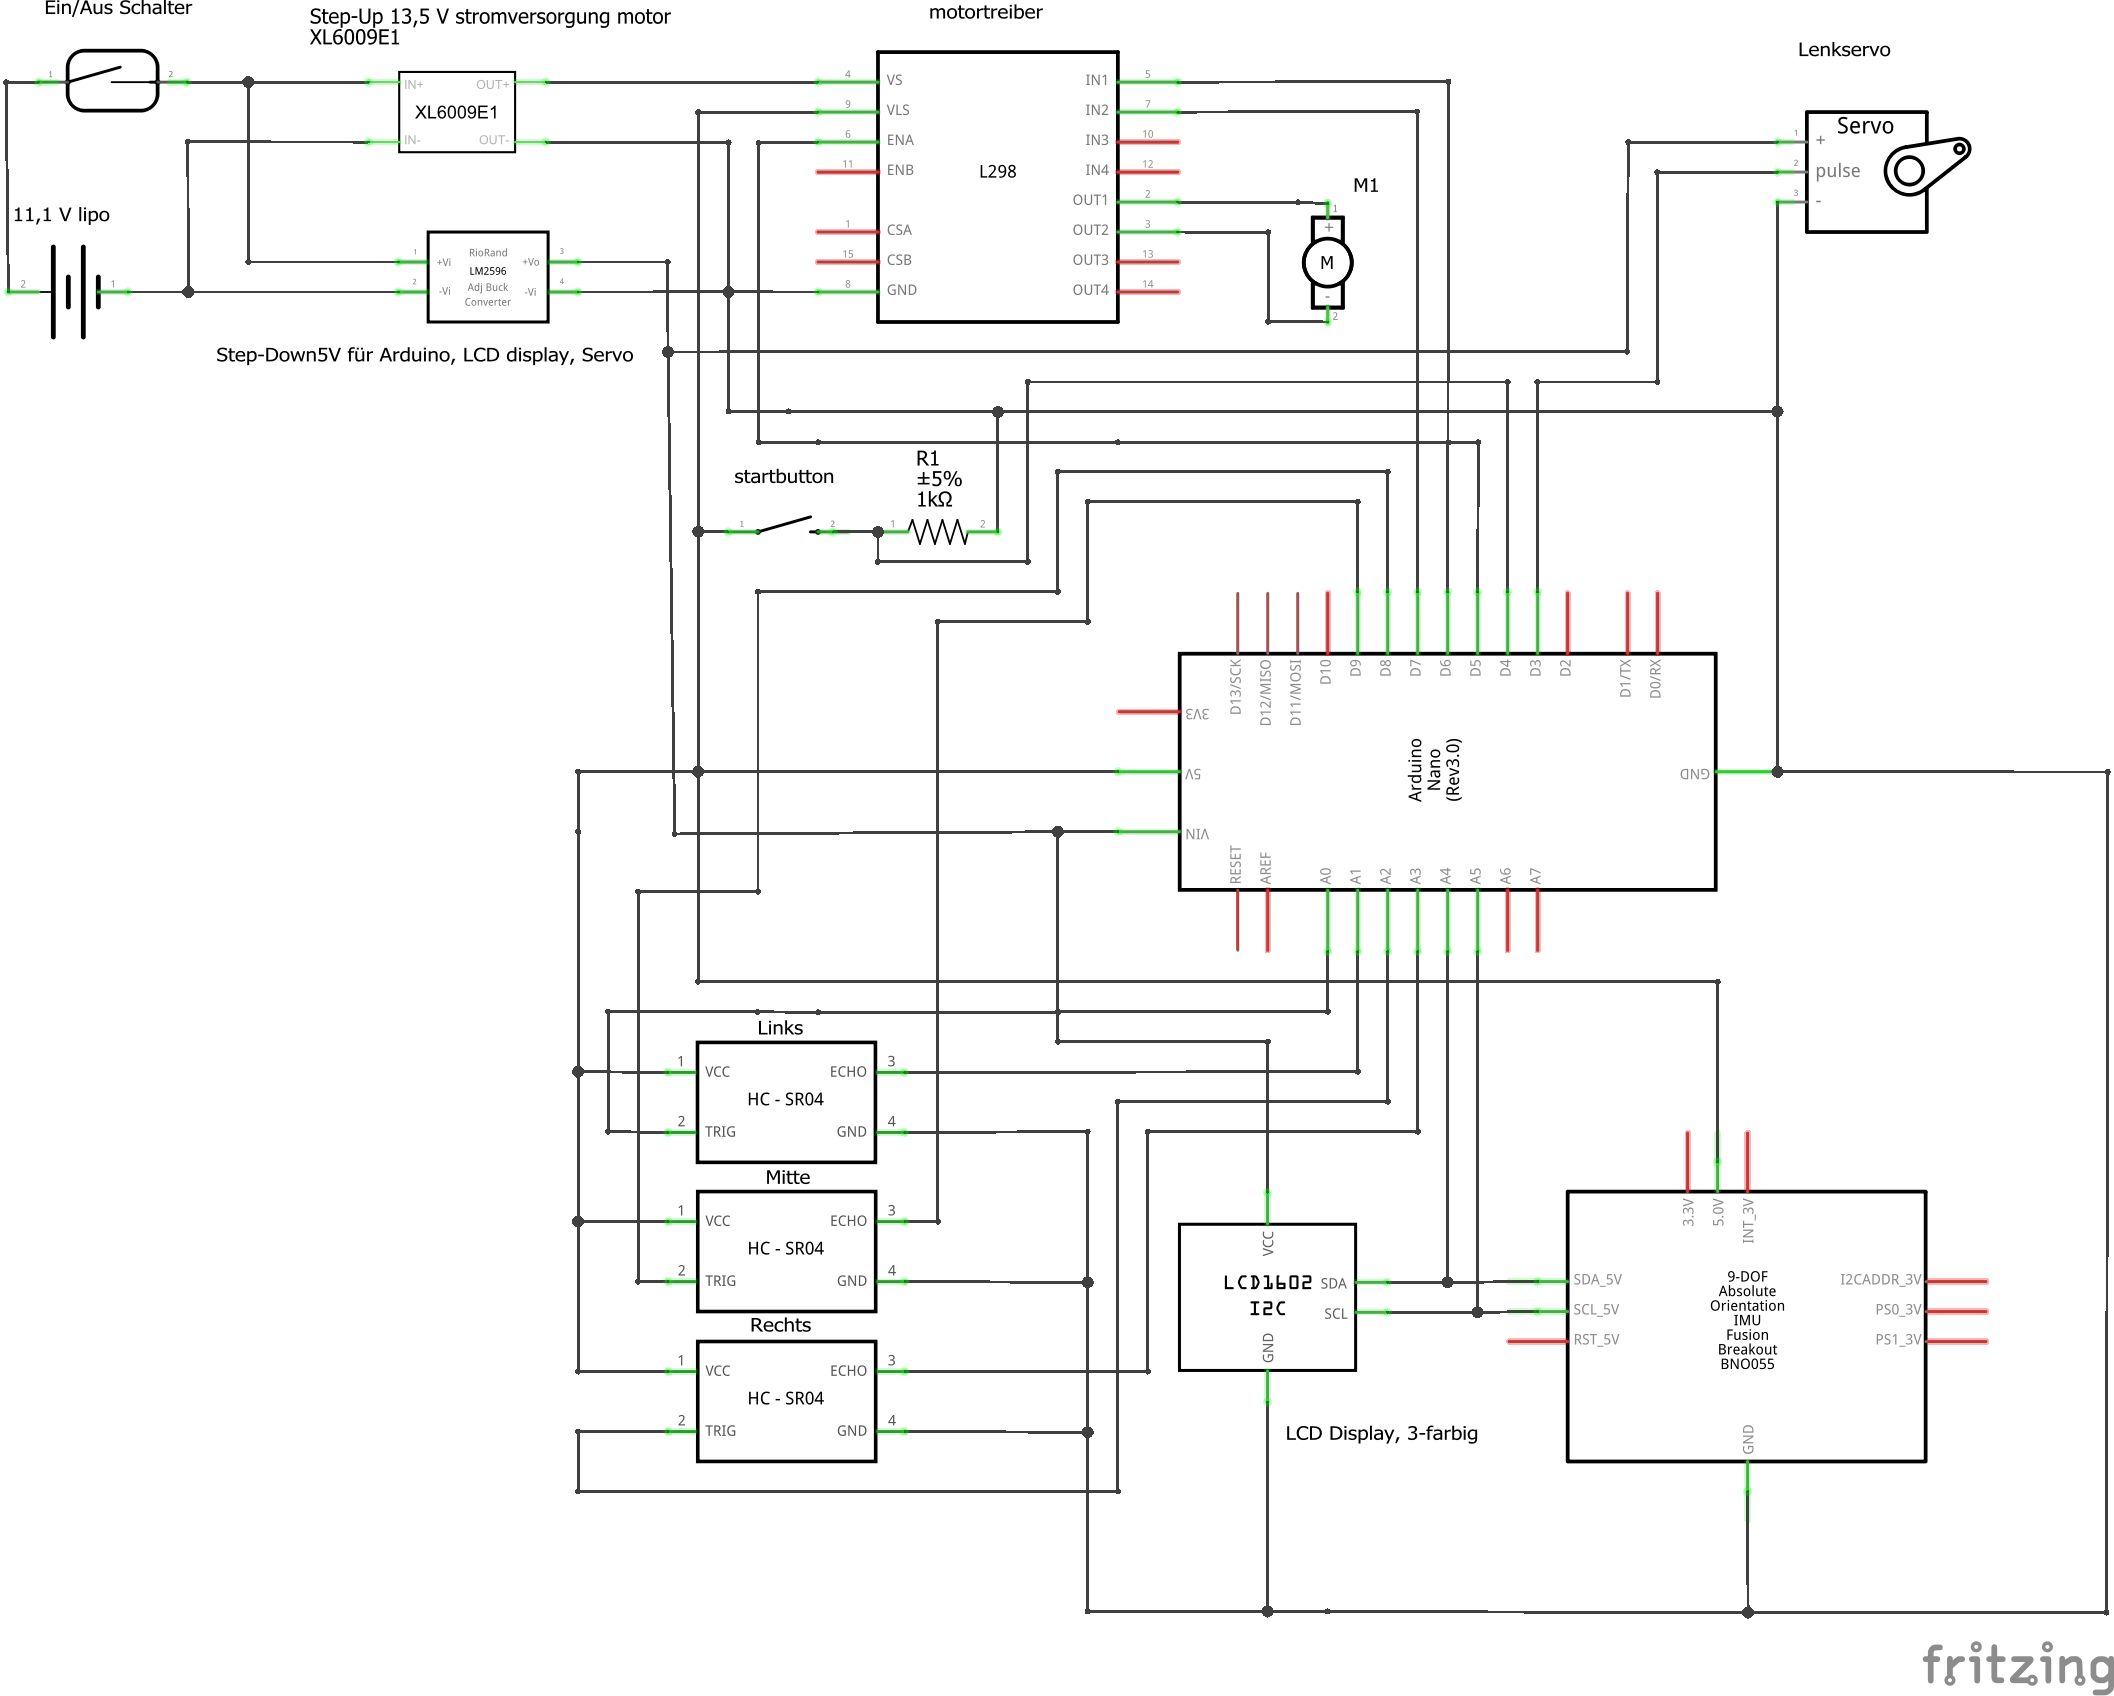 Ein/Aus Schalter
1
2
Step-Up 13,5 V stromversorgung motor
XL6009E1
IN+
OUT+
XL6009E1
IN-
OUT-
11,1 V lipo
2
1
RioRand
LM2596
Adj Buck
Converter
1
+Vi
2
-Vi
3
+Vo
4
-Vi
Step-Down5V für Arduino, LCD display, Servo
motortreiber
L298
4
VS
9
VLS
6
ENA
11
ENB
1
CSA
15
CSB
8
GND
IN1
5
IN2
7
IN3
10
IN4
12
OUT1
2
OUT2
3
OUT3
13
OUT4
14
M1
1
+
M
-
2
Lenkservo
Servo
1
+
2
pulse
3
-
startbutton
1
2
R1
±5%
1kΩ
1
2
D13/SCK
D12/MISO
D11/MOSI
D10
D9
D8
D7
D6
D5
D4
D3
D2
D1/TX
D0/RX
3V3
5V
VIN
Arduino
Nano
(Rev3.0)
GND
RESET
AREF
A0
A1
A2
A3
A4
A5
A6
A7
Links
1
VCC
ECHO
3
HC - SR04
2
TRIG
GND
4
Mitte
1
VCC
ECHO
3
HC - SR04
2
TRIG
GND
4
Rechts
1
VCC
ECHO
3
HC - SR04
2
TRIG
GND
4
VCC
LCD1602
I2C
SDA
SCL
GND
LCD Display, 3-farbig
3.3V
5.0V
INT_3V
SDA_5V
SCL_5V
RST_5V
9-DOF
Absolute
Orientation
IMU
Fusion
Breakout
BNO055
I2CADDR_3V
PS0_3V
PS1_3V
GND
fritzing